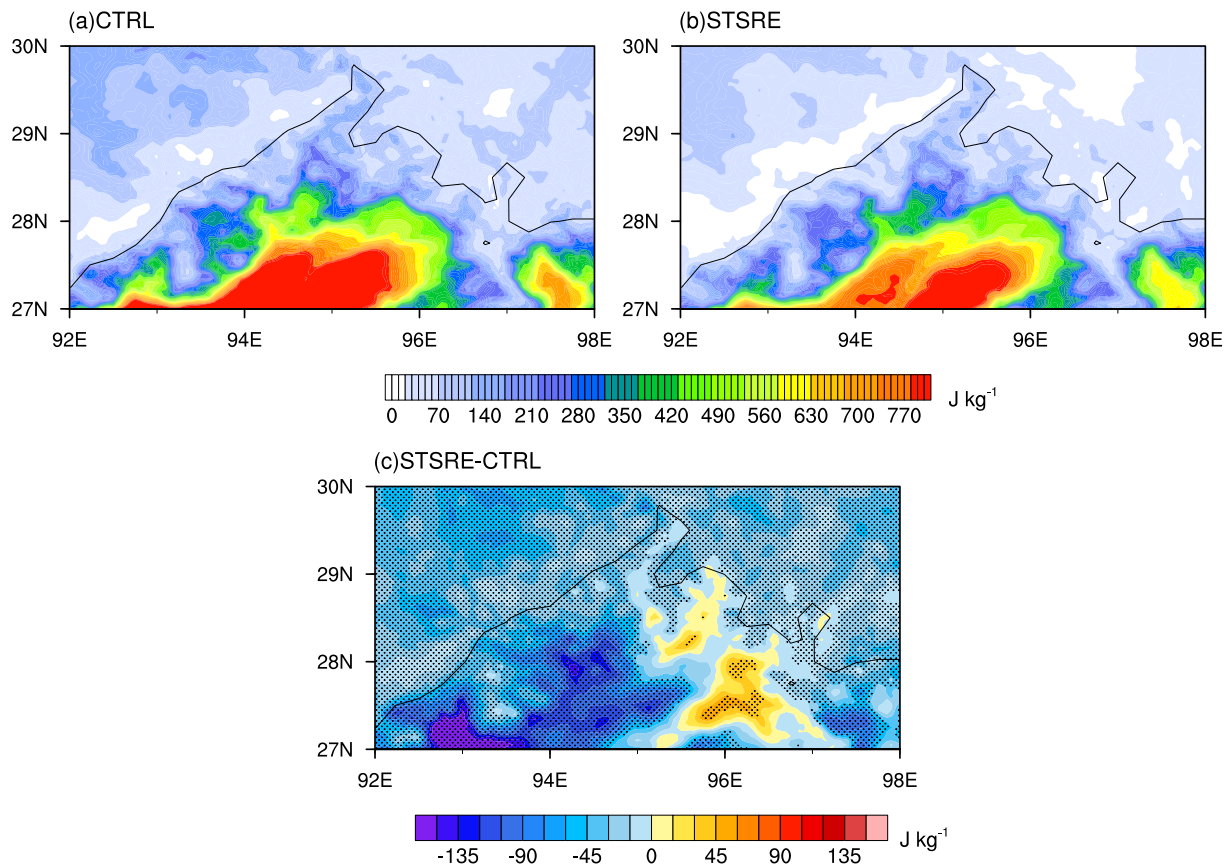 (a)CTRL
(b)STSRE
30N
29N
28N
27N
92E 94E 96E 98E
30N
29N
28N
27N
92E 94E 96E 98E
0 70 140 210 280 350 420 490 560 630 700 770 J kg⁻¹
(c)STSRE-CTRL
30N
29N
28N
27N
92E 94E 96E 98E
-135 -90 -45 0 45 90 135 J kg⁻¹